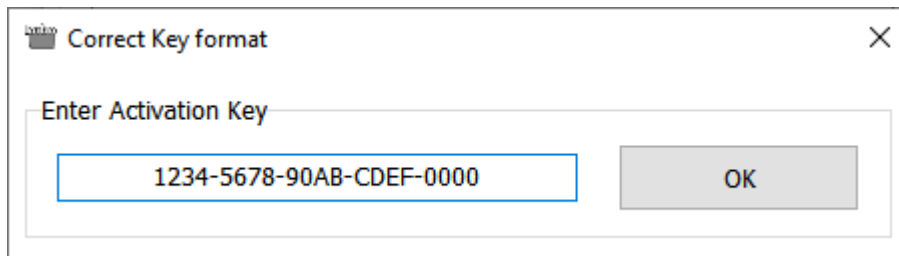 Correct Key format
Enter Activation Key
1234-5678-90AB-CDEF-0000
OK